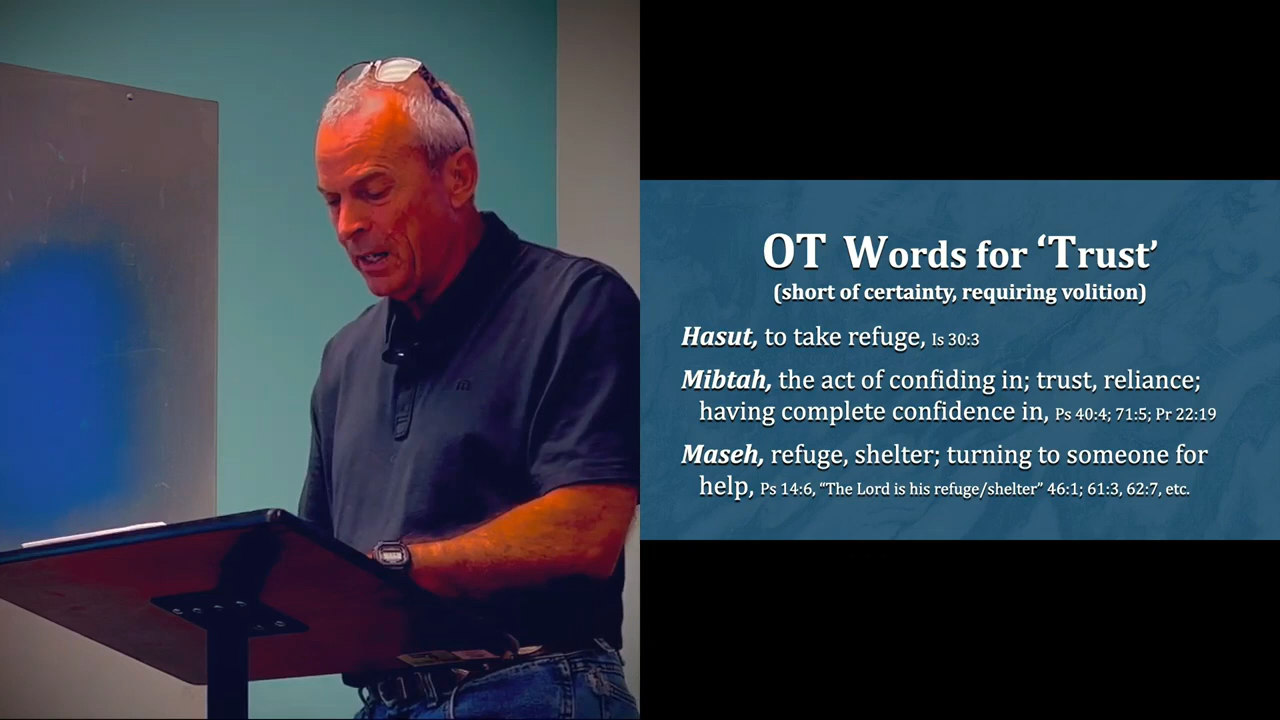 OT Words for ‘Trust’
(short of certainty, requiring volition)
Hasut, to take refuge, Is 30:3
Mibtah, the act of confiding in; trust, reliance;
having complete confidence in, Ps 40:4; 71:5; Pr 22:19
Maseh, refuge, shelter; turning to someone for
help, Ps 14:6, “The Lord is his refuge/shelter” 46:1; 61:3, 62:7, etc.